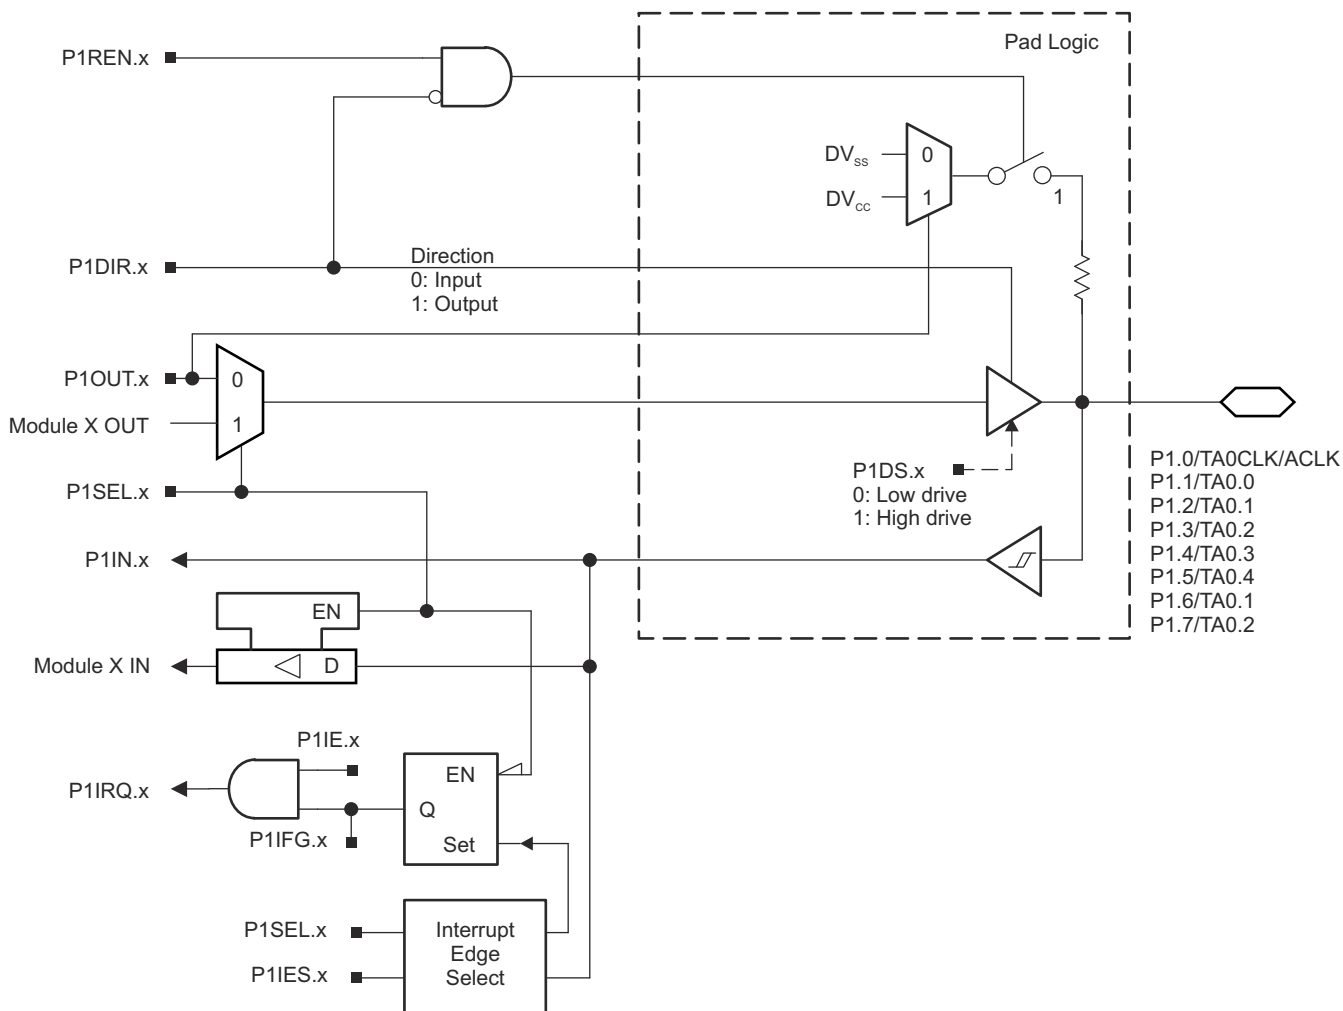 Pad Logic
P1REN.x
DVSS
0
DVCC
1
1
P1DIR.x
Direction
0: Input
1: Output
P1OUT.x
0
Module X OUT
1
P1DS.x
0: Low drive
1: High drive
P1.0/TA0CLK/ACLK
P1.1/TA0.0
P1.2/TA0.1
P1.3/TA0.2
P1.4/TA0.3
P1.5/TA0.4
P1.6/TA0.1
P1.7/TA0.2
P1SEL.x
P1IN.x
EN
Module X IN
D
P1IE.x
EN
P1IRQ.x
Q
P1IFG.x
Set
P1SEL.x
P1IES.x
Interrupt
Edge
Select